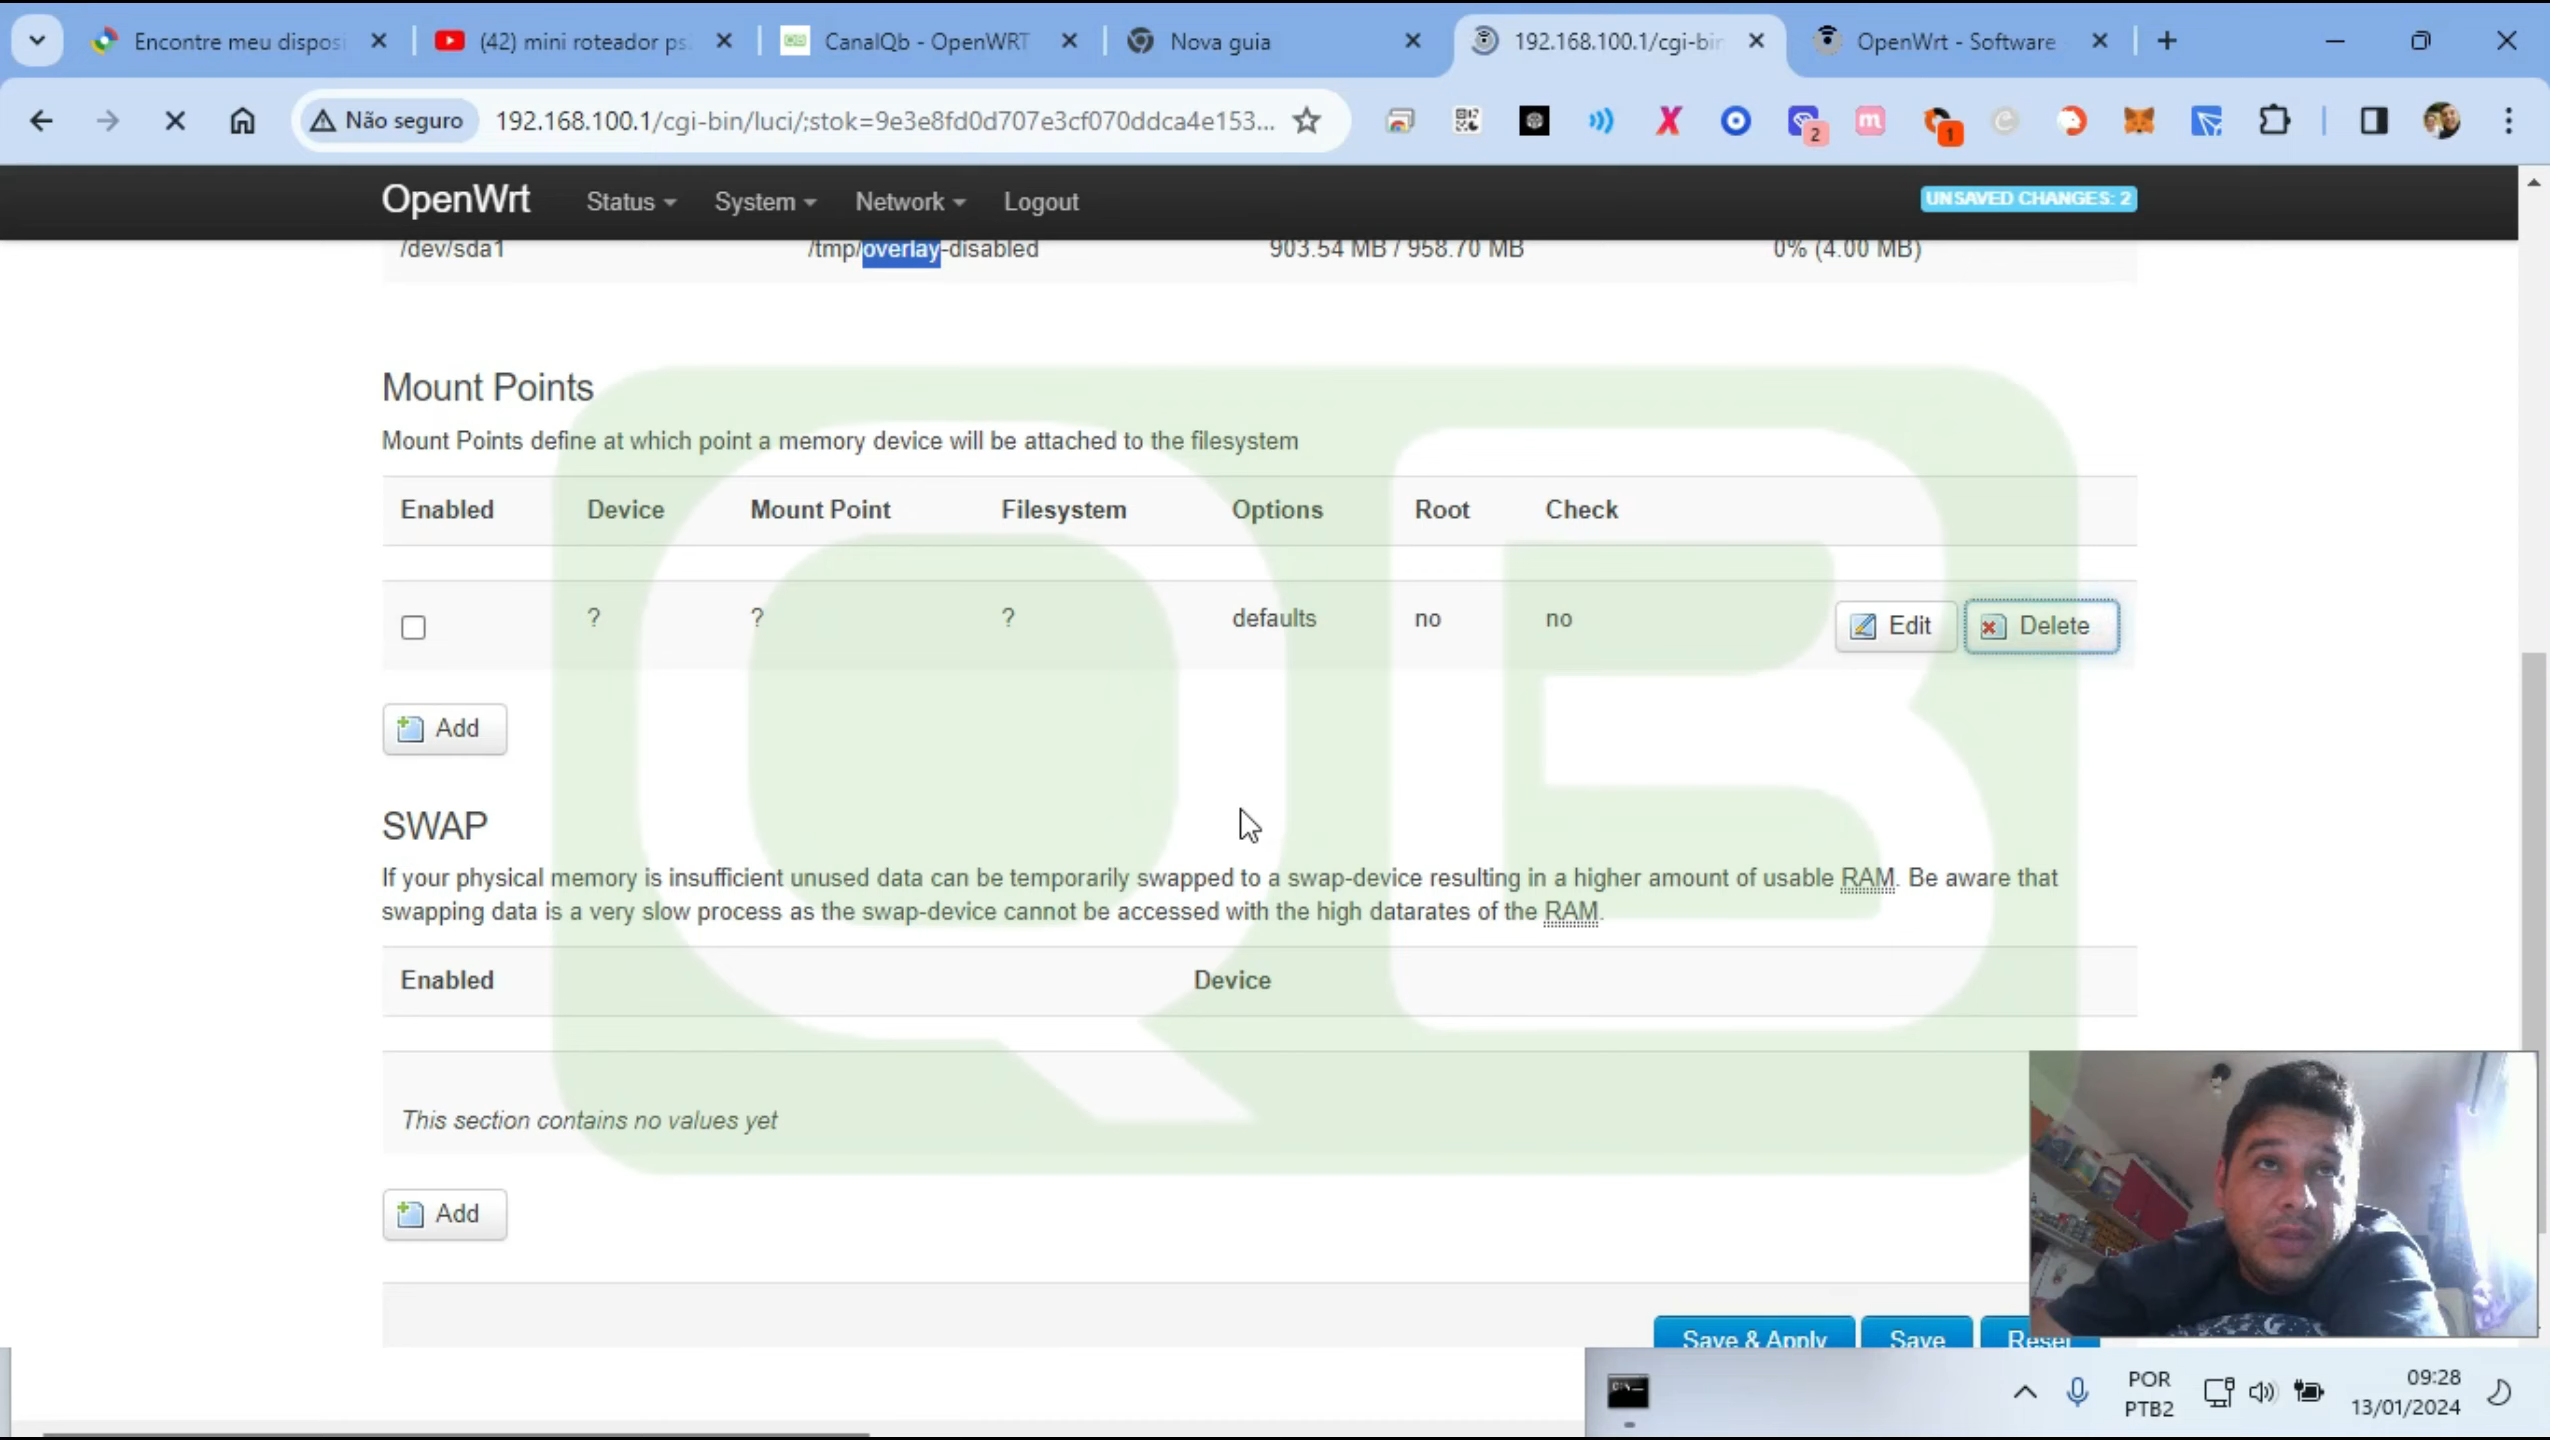 Encontre meu disposi
(42) mini roteador ps
CanalQb - OpenWRT
Nova guia
192.168.100.1/cgi-bin
OpenWrt - Software
Não seguro
192.168.100.1/cgi-bin/luci/;stok=9e3e8fd0d707e3cf070ddca4e153...
2
1
OpenWrt
Status
System
Network
Logout
UNSAVED CHANGES: 2
/dev/sda1
/tmp/overlay-disabled
903.54 MB / 958.70 MB
0% (4.00 MB)
Mount Points
Mount Points define at which point a memory device will be attached to the filesystem
Enabled
Device
Mount Point
Filesystem
Options
Root
Check
?
?
?
defaults
no
no
Edit
Delete
Add
SWAP
If your physical memory is insufficient unused data can be temporarily swapped to a swap-device resulting in a higher amount of usable RAM. Be aware that
swapping data is a very slow process as the swap-device cannot be accessed with the high datarates of the RAM.
Enabled
Device
This section contains no values yet
Add
Save & Apply
Save
Reset
QB
POR
PTB2
09:28
13/01/2024